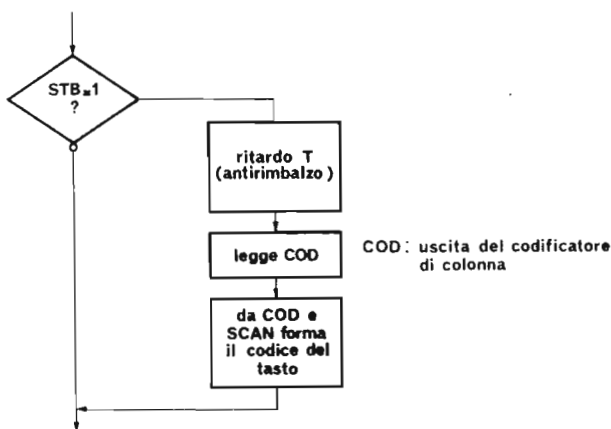 STB=1
?
ritardo T
(antirimbalzo)
legge COD
COD: uscita del codificatore
di colonna
da COD e
SCAN forma
il codice del
tasto